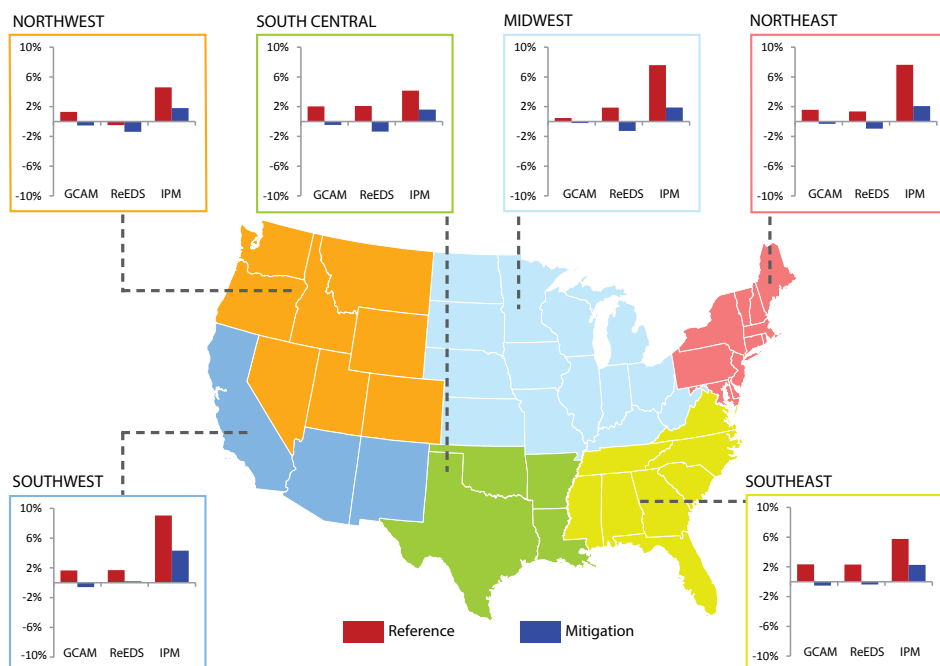 NORTHWEST
10%
6%
2%
-2%
-6%
-10%
GCAM ReEDS IPM
SOUTH CENTRAL
10%
6%
2%
-2%
-6%
-10%
GCAM ReEDS IPM
MIDWEST
10%
6%
2%
-2%
-6%
-10%
GCAM ReEDS IPM
NORTHEAST
10%
6%
2%
-2%
-6%
-10%
GCAM ReEDS IPM
SOUTHWEST
10%
6%
2%
-2%
-6%
-10%
GCAM ReEDS IPM
SOUTHEAST
10%
6%
2%
-2%
-6%
-10%
GCAM ReEDS IPM
Reference
Mitigation